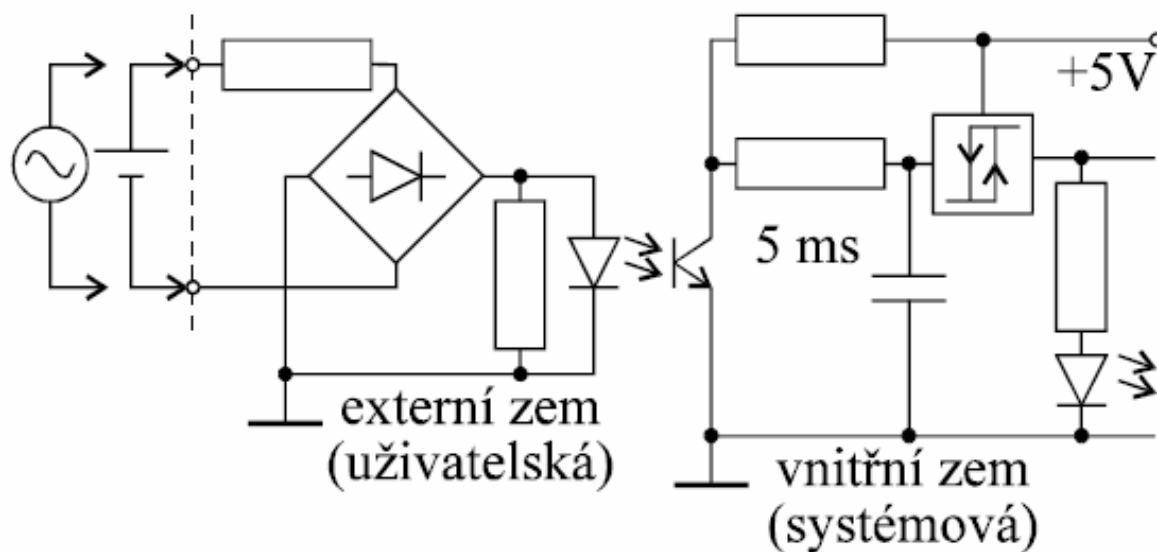 +5V
5 ms
externí zem
(uživatelská)
vnitřní zem
(systémová)